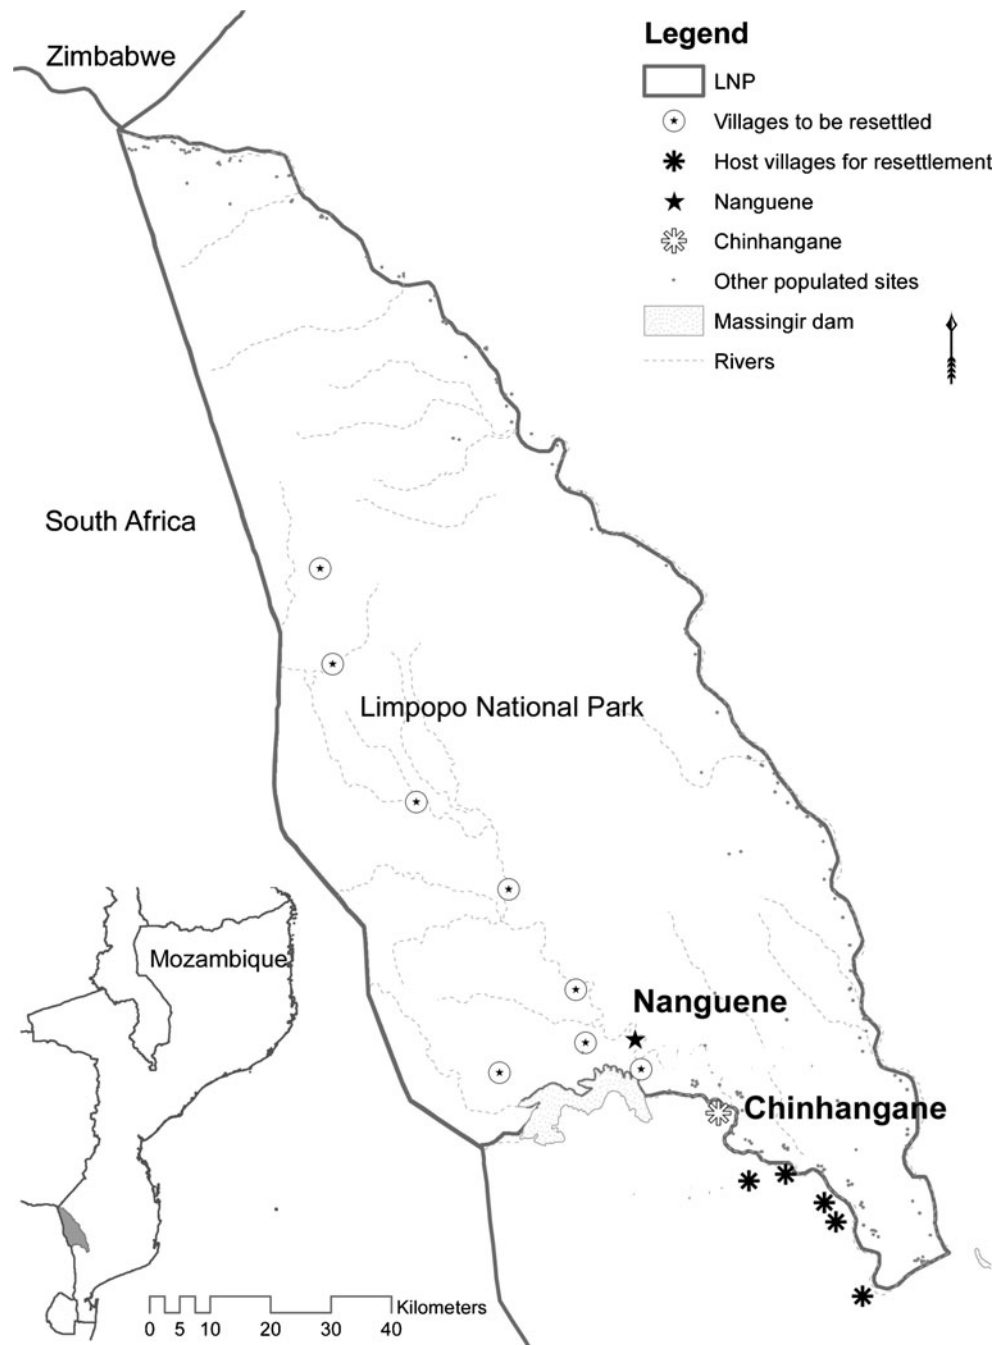 Zimbabwe
Legend
LNP
Villages to be resettled
Host villages for resettlement
Nanguene
Chinhangane
Other populated sites
Massingir dam
Rivers
South Africa
Limpopo National Park
Mozambique
Nanguene
Chinhangane
Kilometers
0 5 10 20 30 40